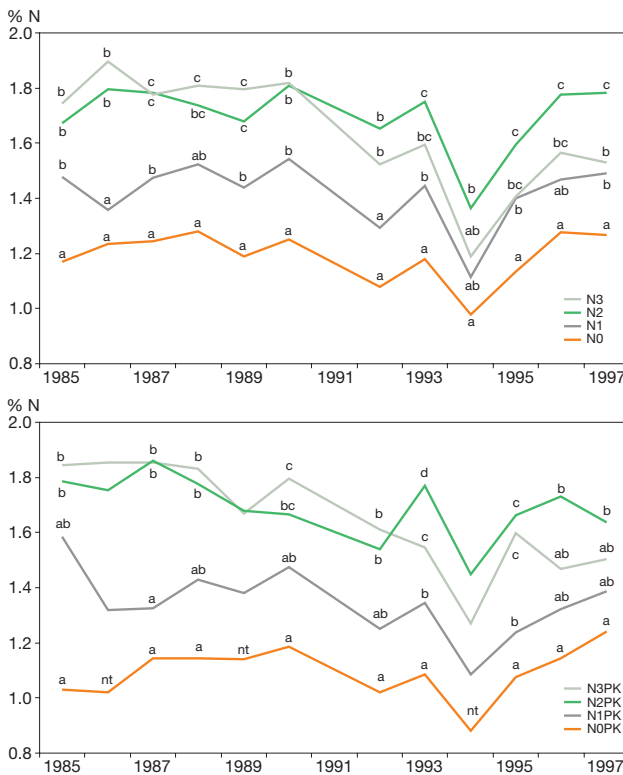 % N
2.0
b b
c c c
1.8 b c c c
b c b
b bc c
1.6 b bc c bc
ab b b b
b b b b
a b bc
1.4 ab b
b
a
a a a
a a a ab
1.2 a a a a
a
ab
N3
1.0 N2
a N1
N0
0.8
1985 1987 1989 1991 1993 1995 1997
% N
2.0
b b b b
c d
1.8 b b b
b
bc b
c b
1.6 b
ab c
b c ab ab
ab
1.4 ab ab
a ab b ab
b
1.2 a a nt a a
a a a a
a nt
1.0 nt
N3PK
N2PK
N1PK
N0PK
0.8
1985 1987 1989 1991 1993 1995 1997